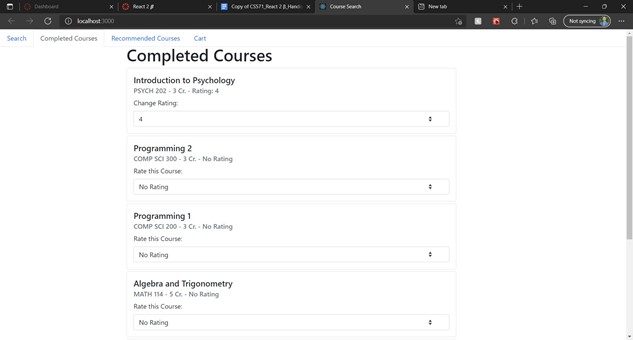 Dashboard
React 2 β
Copy of CS571_React 2 β_Hando
Course Search
New tab
localhost:3000
Not syncing
Search
Completed Courses
Recommended Courses
Cart
Completed Courses
Introduction to Psychology
PSYCH 202 - 3 Cr. - Rating: 4
Change Rating:
4
Programming 2
COMP SCI 300 - 3 Cr. - No Rating
Rate this Course:
No Rating
Programming 1
COMP SCI 200 - 3 Cr. - No Rating
Rate this Course:
No Rating
Algebra and Trigonometry
MATH 114 - 5 Cr. - No Rating
Rate this Course:
No Rating